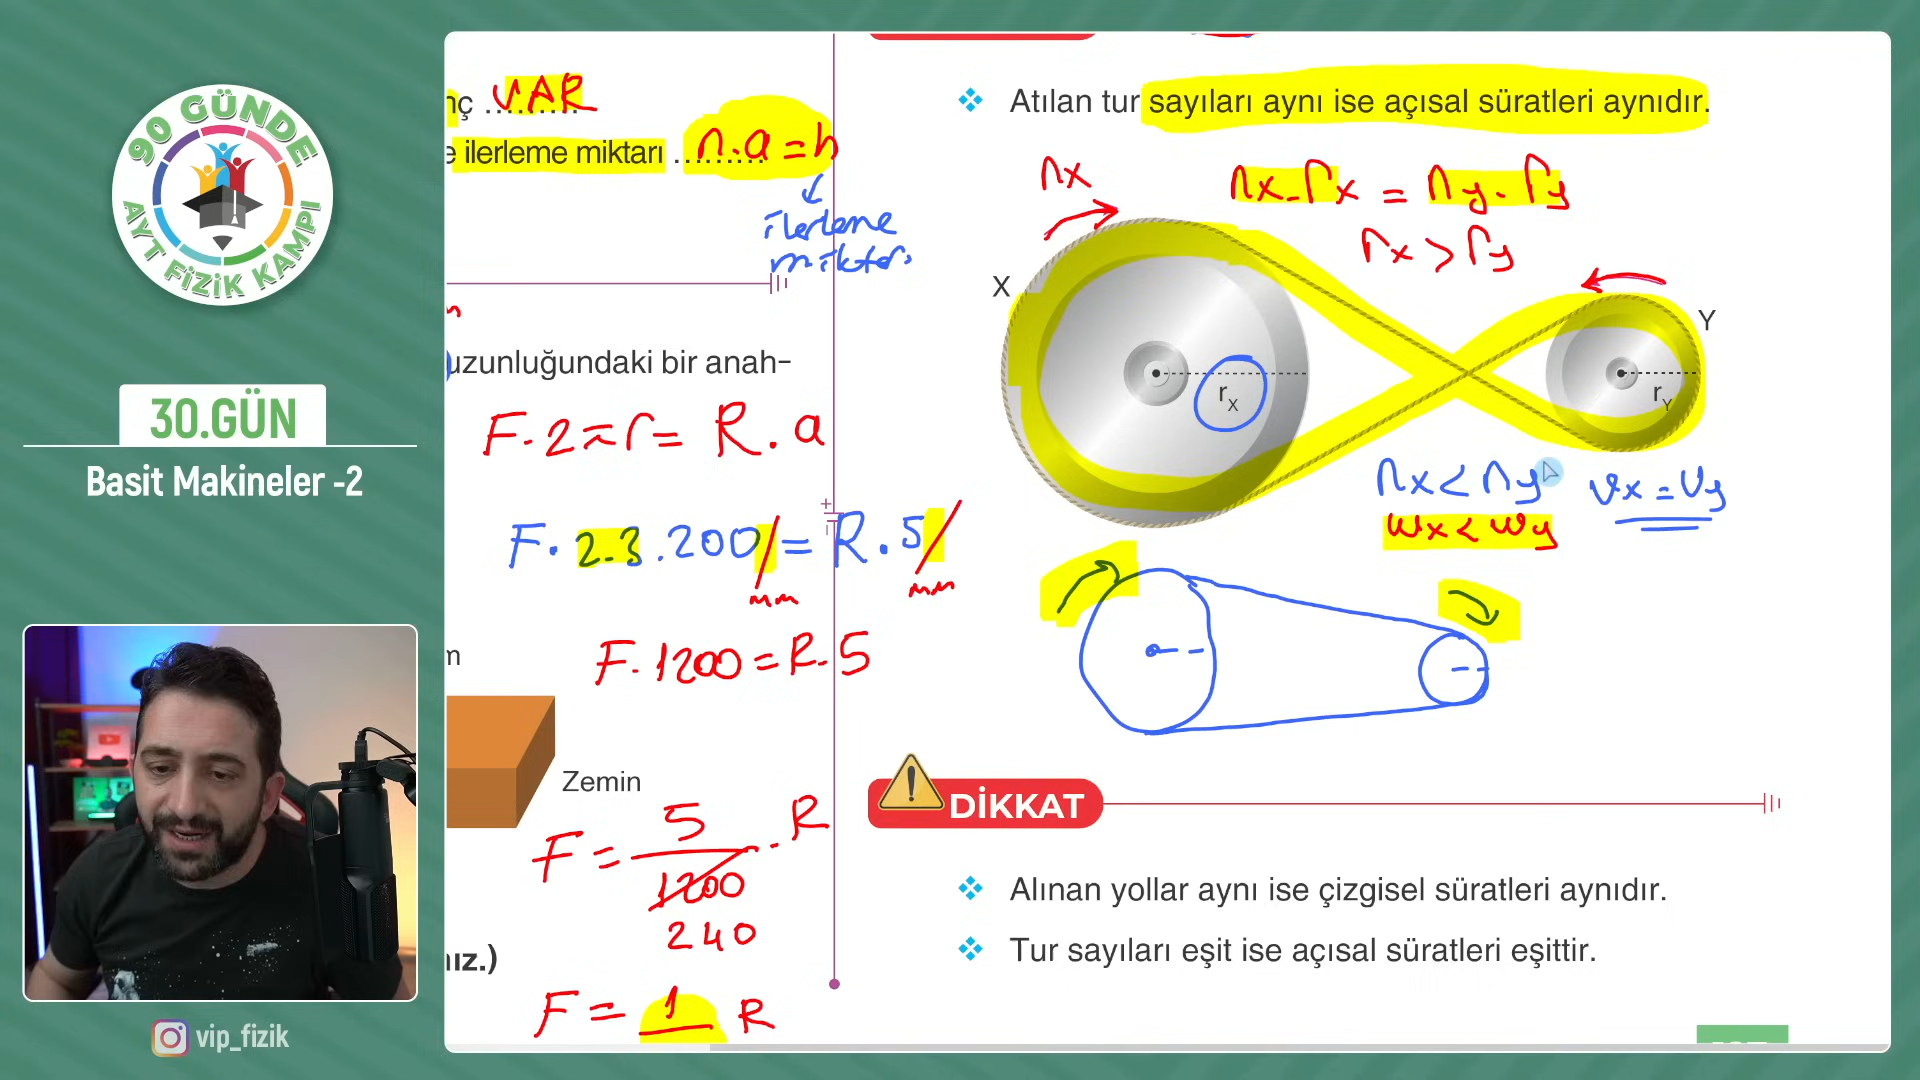 90 GÜNDE
AYT FİZİK KAMPI
30.GÜN
Basit Makineler -2
vip_fizik
nç ......... VAR
e ilerleme miktarı ......... n.a = h
ilerleme
miktarı
uzunluğundaki bir anah-
F. 2πr = R. a
F. 2.3.200 = R. 5
mm mm
F. 1200 = R. 5
m
Zemin
F = 5 / 1200 . R
240
ız.)
F = 1 R
Atılan tur sayıları aynı ise açısal süratleri aynıdır.
nx
nx.rx = ny.ry
rx > ry
X
Y
rX
rY
nx < ny
υx = υy
wx < wy
DİKKAT
Alınan yollar aynı ise çizgisel süratleri aynıdır.
Tur sayıları eşit ise açısal süratleri eşittir.